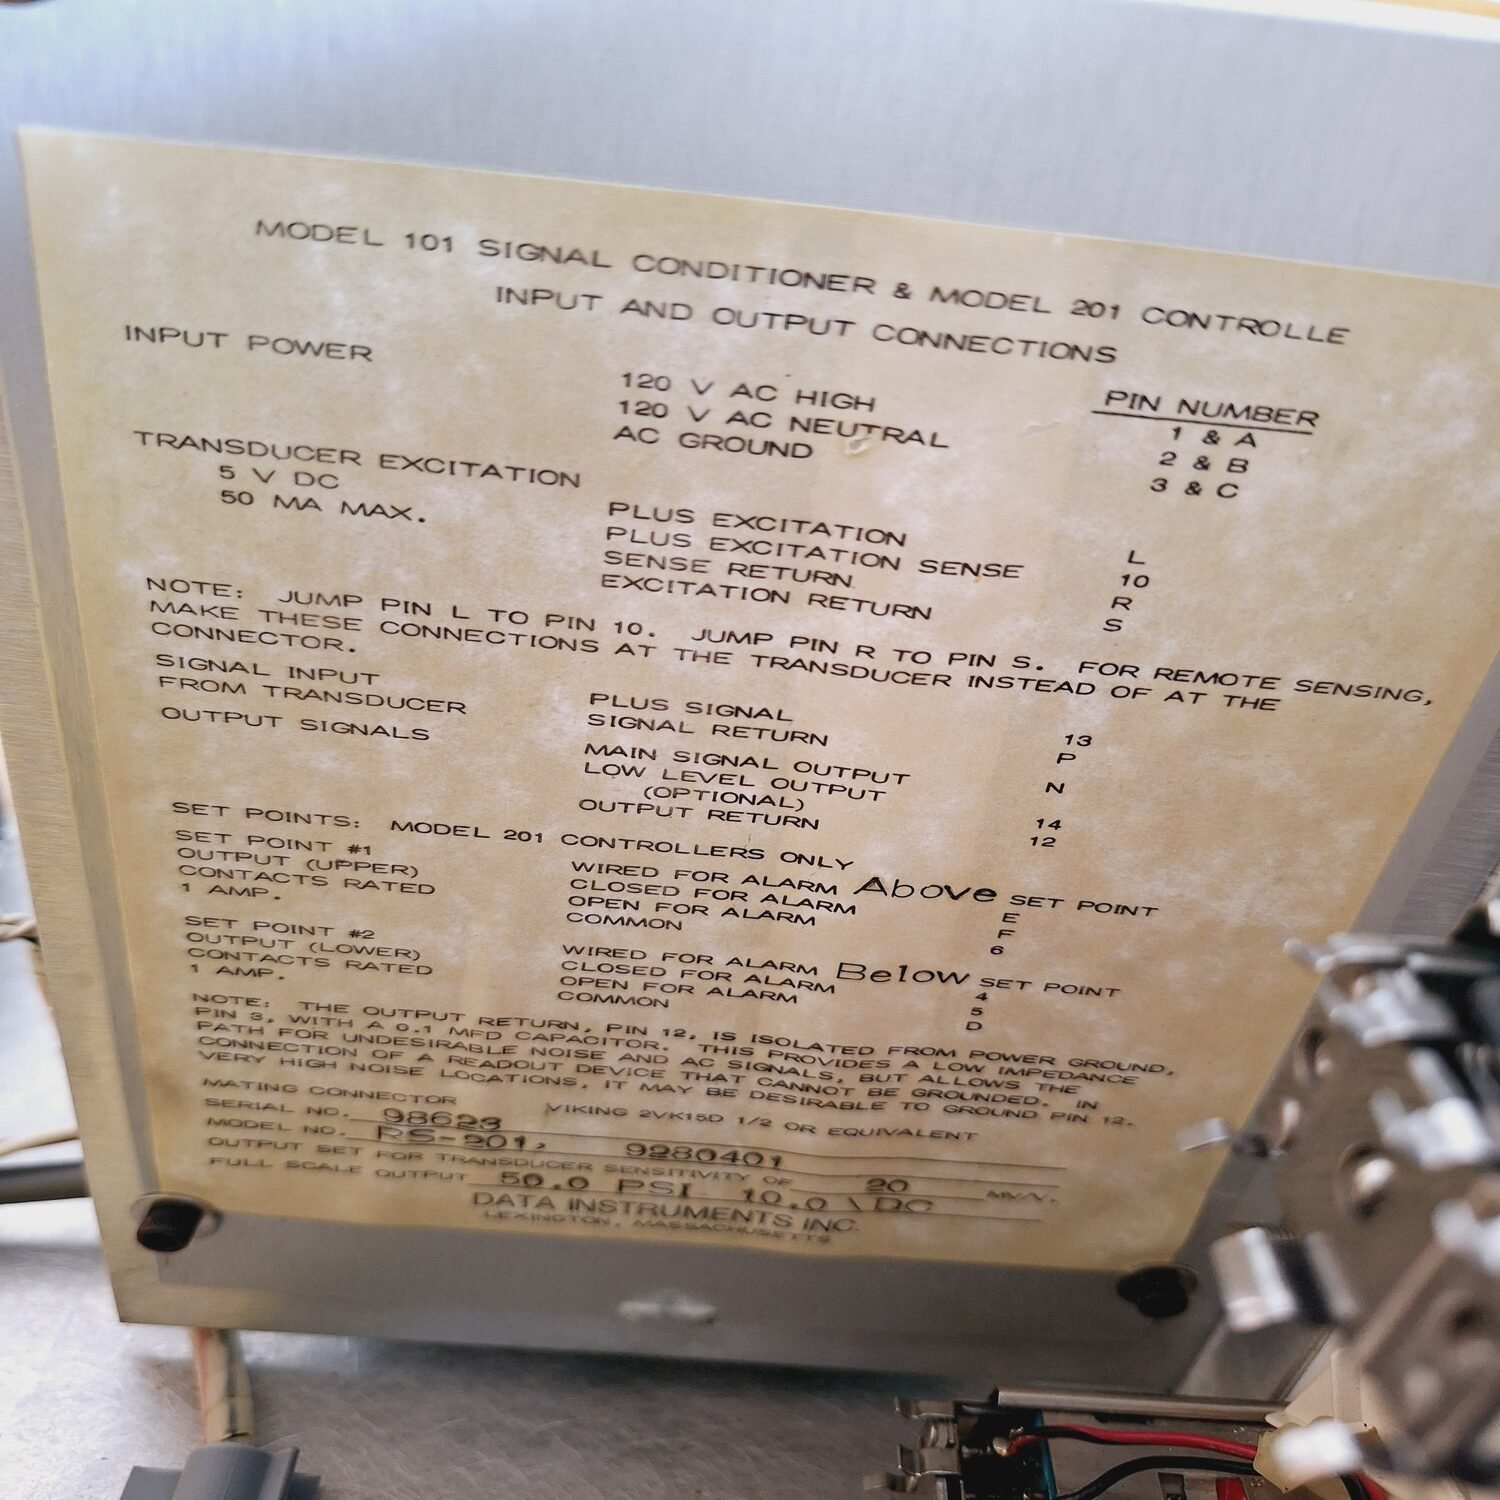 MODEL 101 SIGNAL CONDITIONER & MODEL 201 CONTROLLE
INPUT AND OUTPUT CONNECTIONS
INPUT POWER
PIN NUMBER
120 V AC HIGH 1 & A
120 V AC NEUTRAL 2 & B
AC GROUND 3 & C
TRANSDUCER EXCITATION
5 V DC
50 MA MAX.
PLUS EXCITATION L
PLUS EXCITATION SENSE 10
SENSE RETURN R
EXCITATION RETURN S
NOTE: JUMP PIN L TO PIN 10. JUMP PIN R TO PIN S. FOR REMOTE SENSING,
MAKE THESE CONNECTIONS AT THE TRANSDUCER INSTEAD OF AT THE
CONNECTOR.
SIGNAL INPUT
FROM TRANSDUCER
PLUS SIGNAL 13
SIGNAL RETURN P
OUTPUT SIGNALS
MAIN SIGNAL OUTPUT N
LOW LEVEL OUTPUT
(OPTIONAL) 14
OUTPUT RETURN 12
SET POINTS: MODEL 201 CONTROLLERS ONLY
SET POINT #1
OUTPUT (UPPER)
CONTACTS RATED
1 AMP.
WIRED FOR ALARM Above SET POINT
CLOSED FOR ALARM E
OPEN FOR ALARM F
COMMON 6
SET POINT #2
OUTPUT (LOWER)
CONTACTS RATED
1 AMP.
WIRED FOR ALARM Below SET POINT
CLOSED FOR ALARM 4
OPEN FOR ALARM 5
COMMON D
NOTE: THE OUTPUT RETURN, PIN 12, IS ISOLATED FROM POWER GROUND,
PIN 3, WITH A 0.1 MFD CAPACITOR. THIS PROVIDES A LOW IMPEDANCE
PATH FOR UNDESIRABLE NOISE AND AC SIGNALS, BUT ALLOWS THE
CONNECTION OF A READOUT DEVICE THAT CANNOT BE GROUNDED. IN
VERY HIGH NOISE LOCATIONS, IT MAY BE DESIRABLE TO GROUND PIN 12.
MATING CONNECTOR VIKING 2VK15D 1/2 OR EQUIVALENT
SERIAL NO. 98623
MODEL NO. RS-201, 9280401
OUTPUT SET FOR TRANSDUCER SENSITIVITY OF 20 MV/V.
FULL SCALE OUTPUT 50.0 PSI 10.0 VDC
DATA INSTRUMENTS INC.
LEXINGTON, MASSACHUSETTS